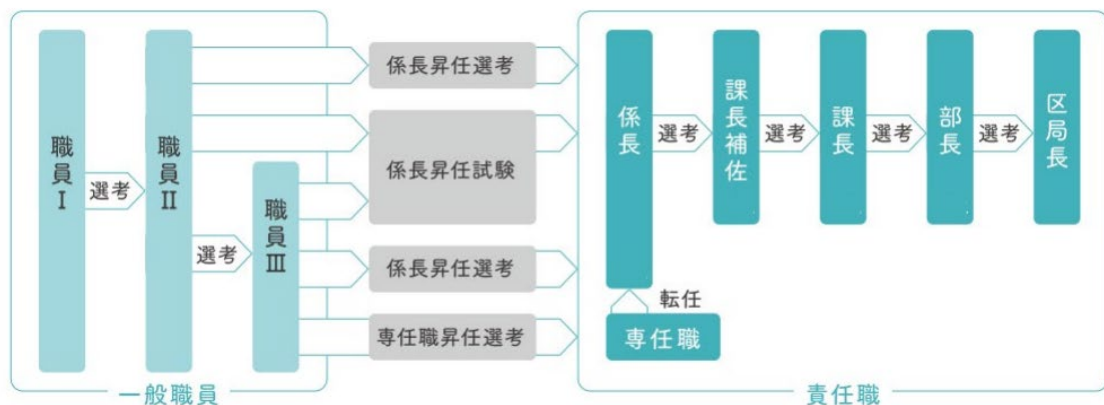 職員Ⅰ
選考
職員Ⅱ
選考
職員Ⅲ
一般職員
係長昇任選考
係長昇任試験
係長昇任選考
専任職昇任選考
係長
選考
課長補佐
選考
課長
選考
部長
選考
区局長
転任
専任職
責任職